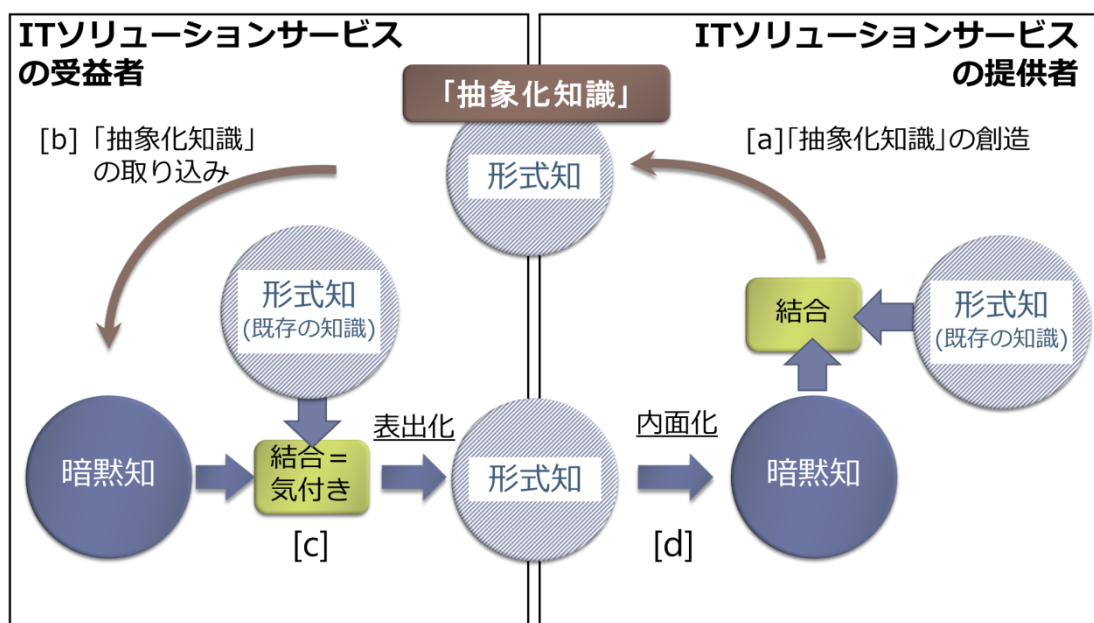 ITソリューションサービス
の受益者
ITソリューションサービス
の提供者
「抽象化知識」
[b]「抽象化知識」
の取り込み
[a]「抽象化知識」の創造
形式知
形式知
(既存の知識)
結合
形式知
(既存の知識)
暗黙知
結合＝
気付き
表出化
形式知
内面化
暗黙知
[c]
[d]